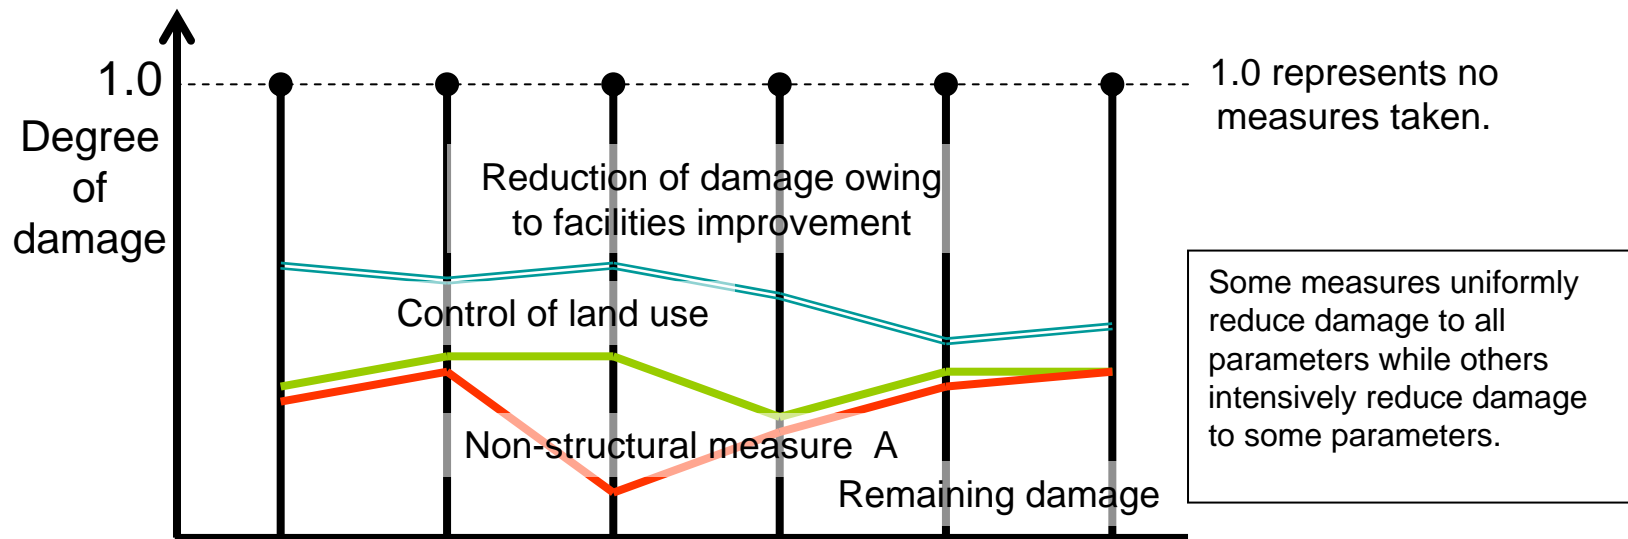 1.0
Degree
of
damage
1.0 represents no
measures taken.
Reduction of damage owing
to facilities improvement
Control of land use
Non-structural measure A
Remaining damage
Some measures uniformly
reduce damage to all
parameters while others
intensively reduce damage
to some parameters.